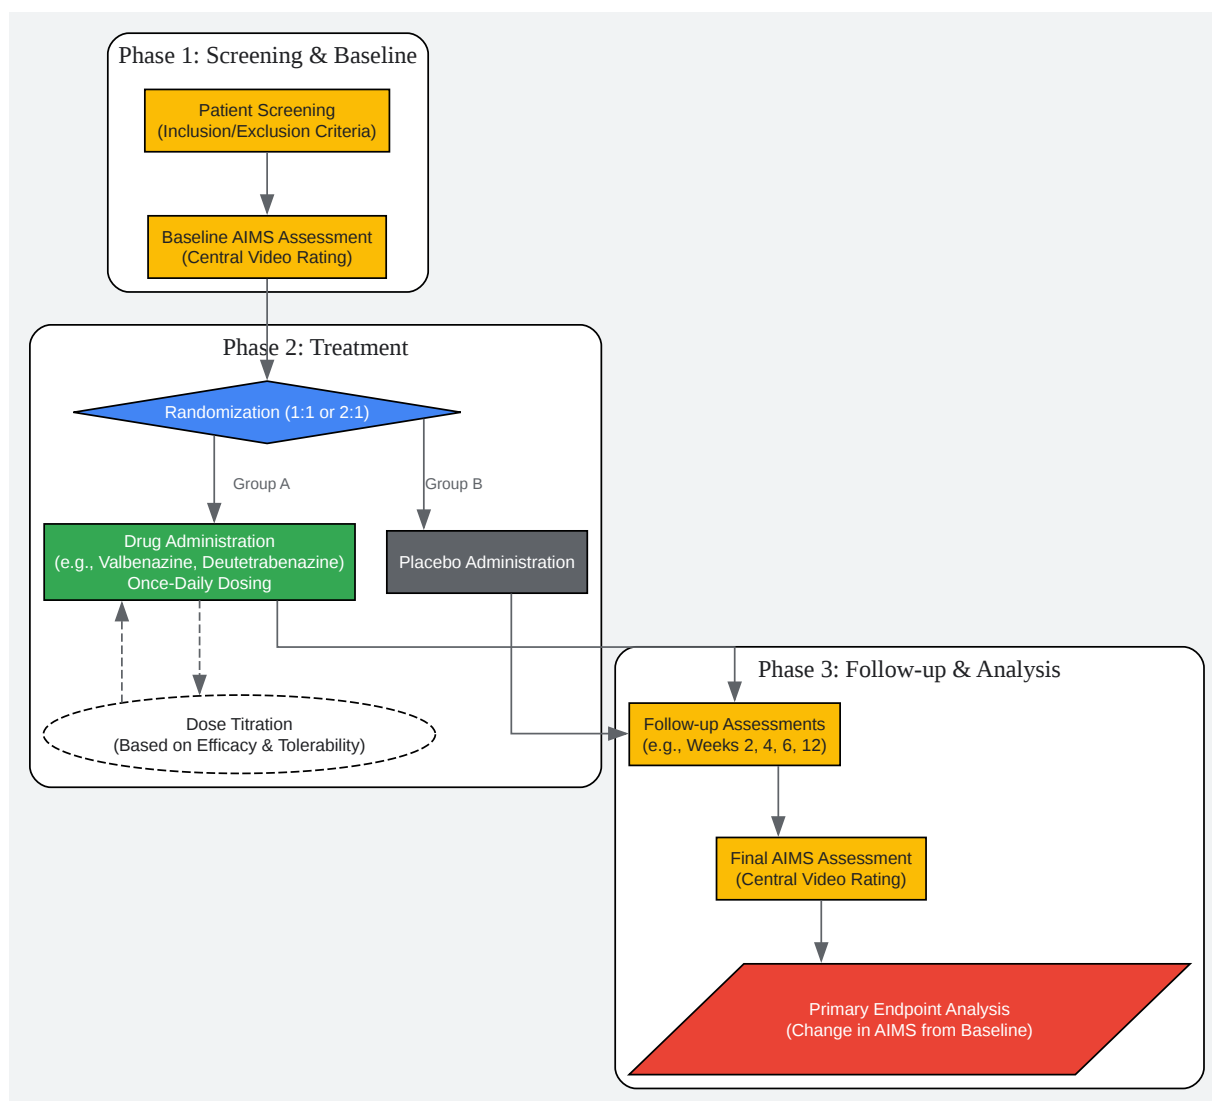 Phase 1: Screening & Baseline
Patient Screening
(Inclusion/Exclusion Criteria)
Baseline AIMS Assessment
(Central Video Rating)
Phase 2: Treatment
Randomization (1:1 or 2:1)
Group A
Group B
Drug Administration
(e.g., Valbenazine, Deutetrabenazine)
Once-Daily Dosing
Placebo Administration
Dose Titration
(Based on Efficacy & Tolerability)
Phase 3: Follow-up & Analysis
Follow-up Assessments
(e.g., Weeks 2, 4, 6, 12)
Final AIMS Assessment
(Central Video Rating)
Primary Endpoint Analysis
(Change in AIMS from Baseline)